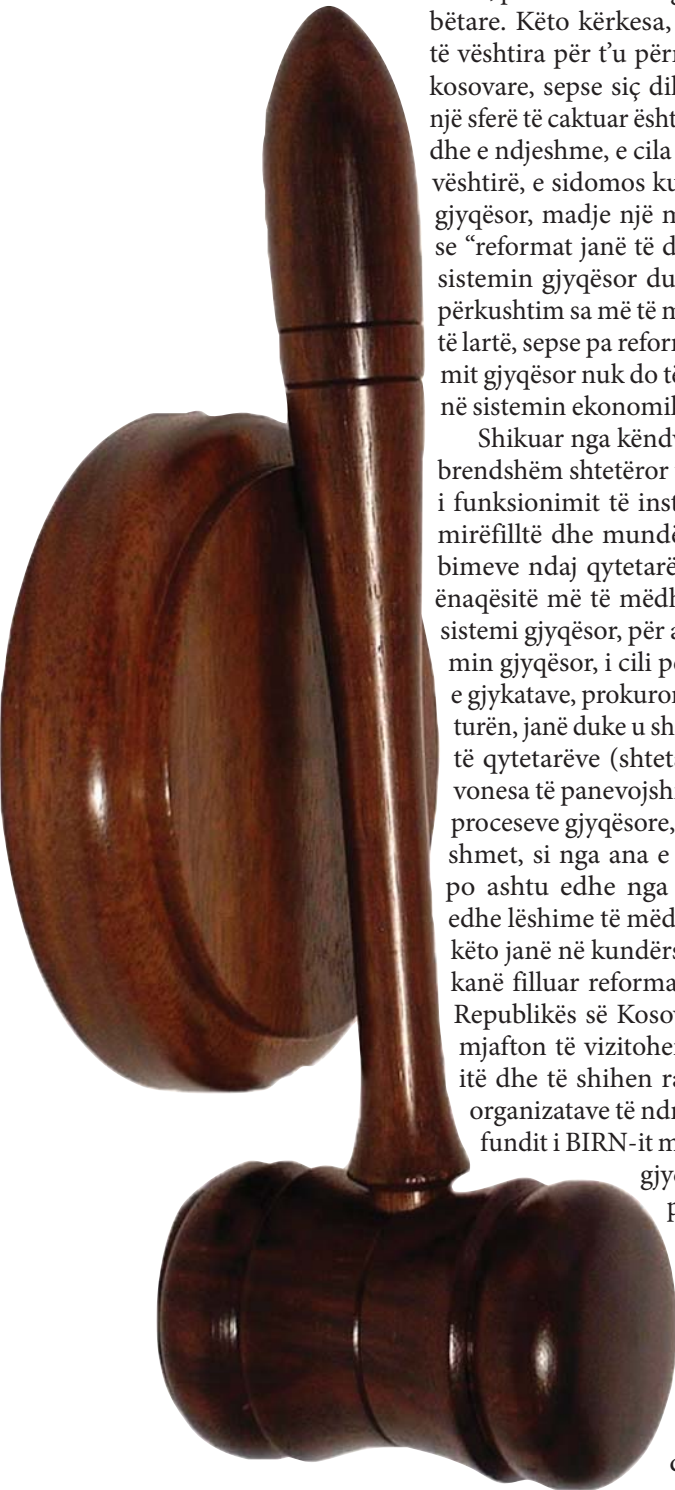 bëtare. Këto kërkesa,
të vështira për t’u përm
kosovare, sepse siç dih
një sferë të caktuar ësht
dhe e ndjeshme, e cila
vështirë, e sidomos ku
gjyqësor, madje një m
se “reformat janë të d
sistemin gjyqësor du
përkushtim sa më të m
të lartë, sepse pa refor
mit gjyqësor nuk do të
në sistemin ekonomik
Shikuar nga këndv
brendshëm shtetëror
i funksionimit të inst
mirëfilltë dhe mundë
bimeve ndaj qytetarë
ënaqësitë më të mëdh
sistemi gjyqësor, për a
min gjyqësor, i cili pë
e gjykatave, prokuror
turën, janë duke u sh
të qytetarëve (shteta
vonesa të panevojshm
proceseve gjyqësore,
shmet, si nga ana e
po ashtu edhe nga
edhe lëshime të mëd
këto janë në kundërs
kanë filluar reforma
Republikës së Kosov
mjafton të vizitohen
itë dhe të shihen ra
organizatave të ndr
fundit i BIRN-it m
gjyq
p